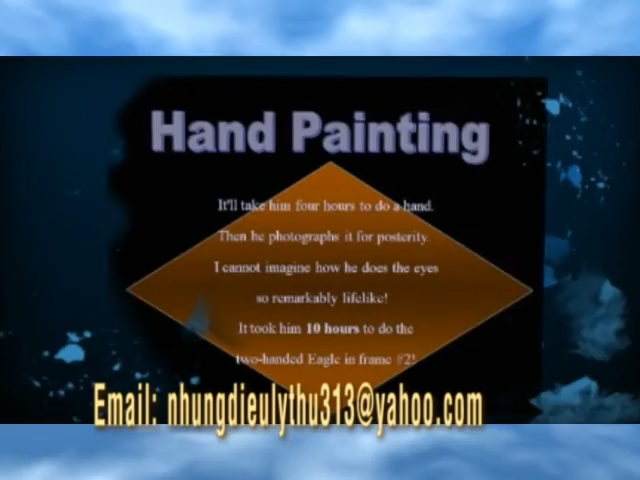 Hand Painting
It'll take him four hours to do a hand.
Then he photographs it for posterity.
I cannot imagine how he does the eyes
so remarkably lifelike!
It took him 10 hours to do the
two-handed Eagle in frame #2!
Email: nhungdieulythu313@yahoo.com